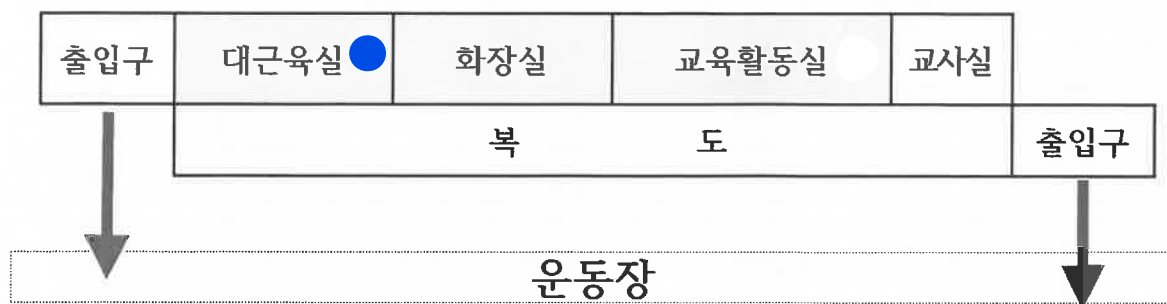 출입구 대근육실 화장실 교육활동실 교사실
복 도 출입구
운동장